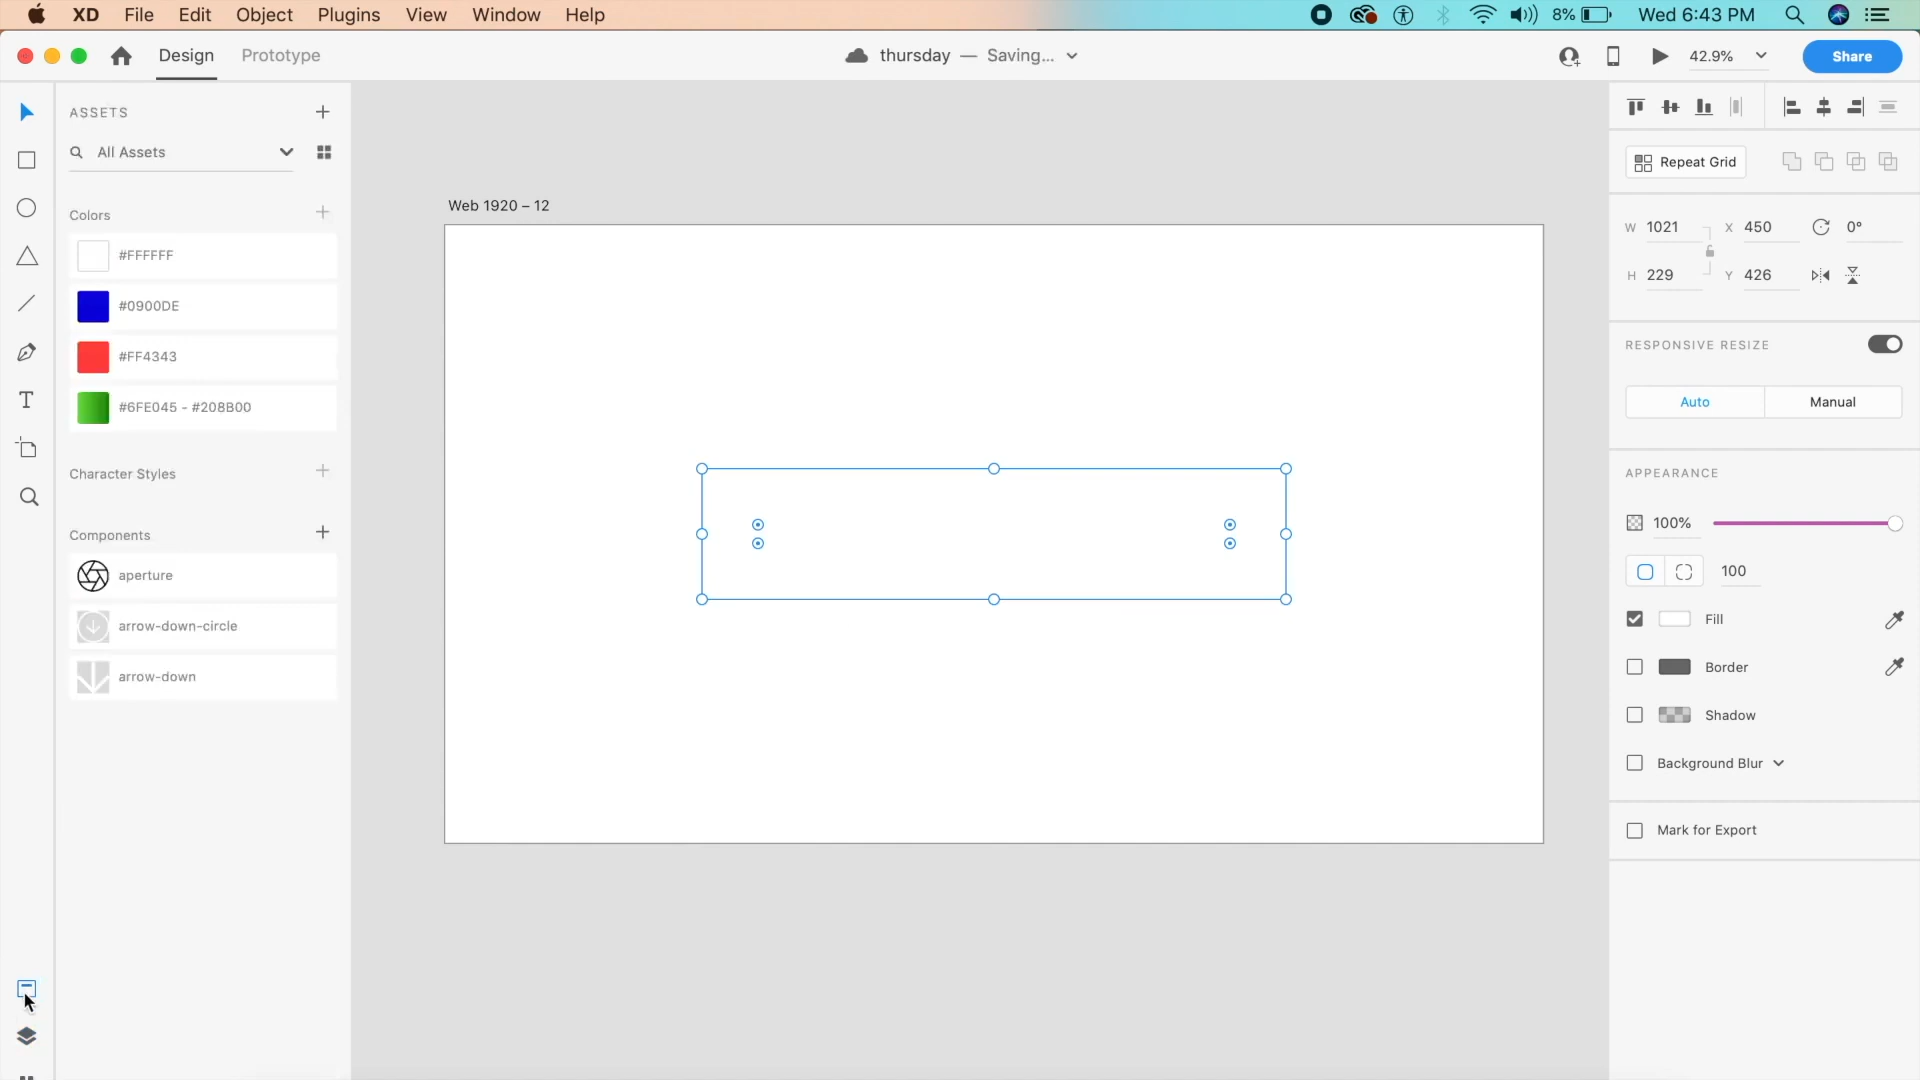 XD File Edit Object Plugins View Window Help 8% Wed 6:43 PM
Design Prototype thursday — Saving... 42.9% Share
ASSETS
All Assets
Colors
#FFFFFF
#0900DE
#FF4343
#6FE045 - #208B00
Character Styles
Components
aperture
arrow-down-circle
arrow-down
T
Web 1920 – 12
Repeat Grid
W 1021 X 450 0°
H 229 Y 426
RESPONSIVE RESIZE
Auto Manual
APPEARANCE
100%
100
Fill
Border
Shadow
Background Blur
Mark for Export